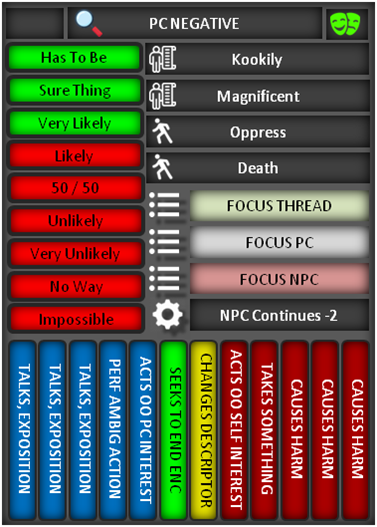 PC NEGATIVE
Has To Be
Kookily
Sure Thing
Magnificent
Very Likely
Oppress
Likely
Death
50 / 50
FOCUS THREAD
Unlikely
FOCUS PC
Very Unlikely
FOCUS NPC
No Way
NPC Continues -2
Impossible
TALKS, EXPOSITION
TALKS, EXPOSITION
TALKS, EXPOSITION
PERF AMBIG ACTION
ACTS OO PC INTEREST
SEEKS TO END ENC
CHANGES DESCRIPTOR
ACTS OO SELF INTEREST
TAKES SOMETHING
CAUSES HARM
CAUSES HARM
CAUSES HARM